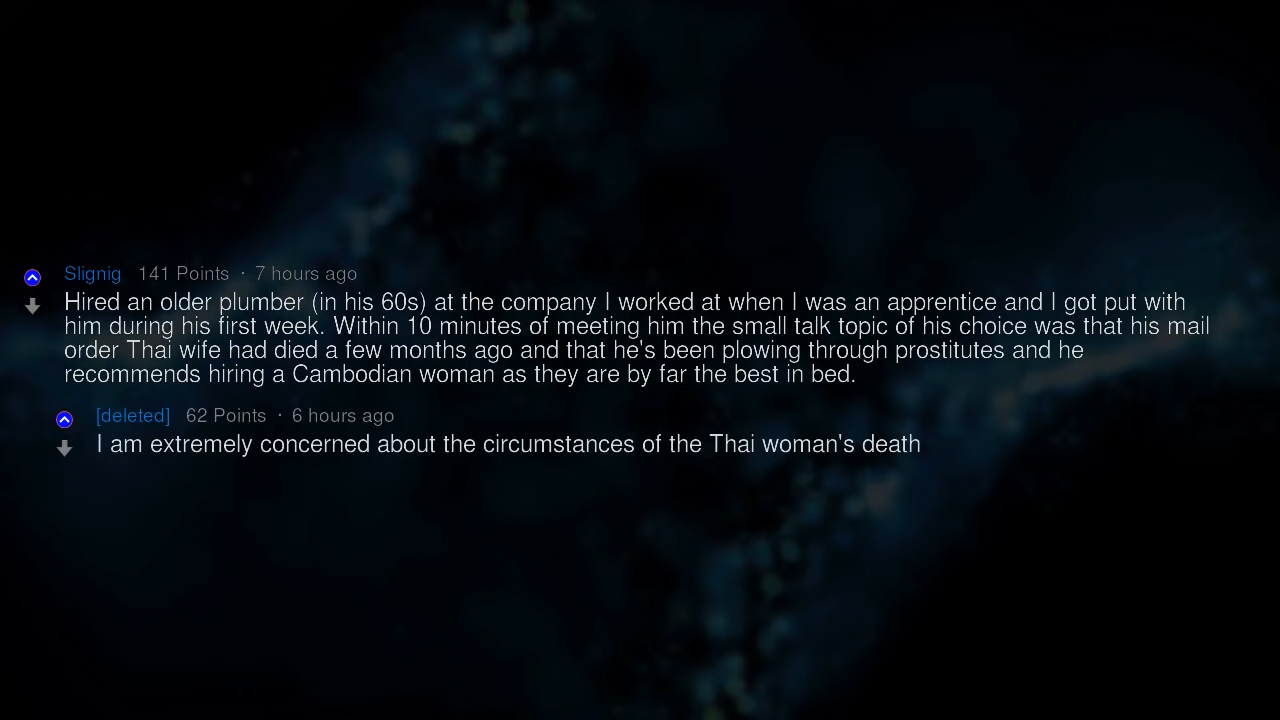 Slignig 141 Points · 7 hours ago
Hired an older plumber (in his 60s) at the company I worked at when I was an apprentice and I got put with
him during his first week. Within 10 minutes of meeting him the small talk topic of his choice was that his mail
order Thai wife had died a few months ago and that he's been plowing through prostitutes and he
recommends hiring a Cambodian woman as they are by far the best in bed.
[deleted] 62 Points · 6 hours ago
I am extremely concerned about the circumstances of the Thai woman's death